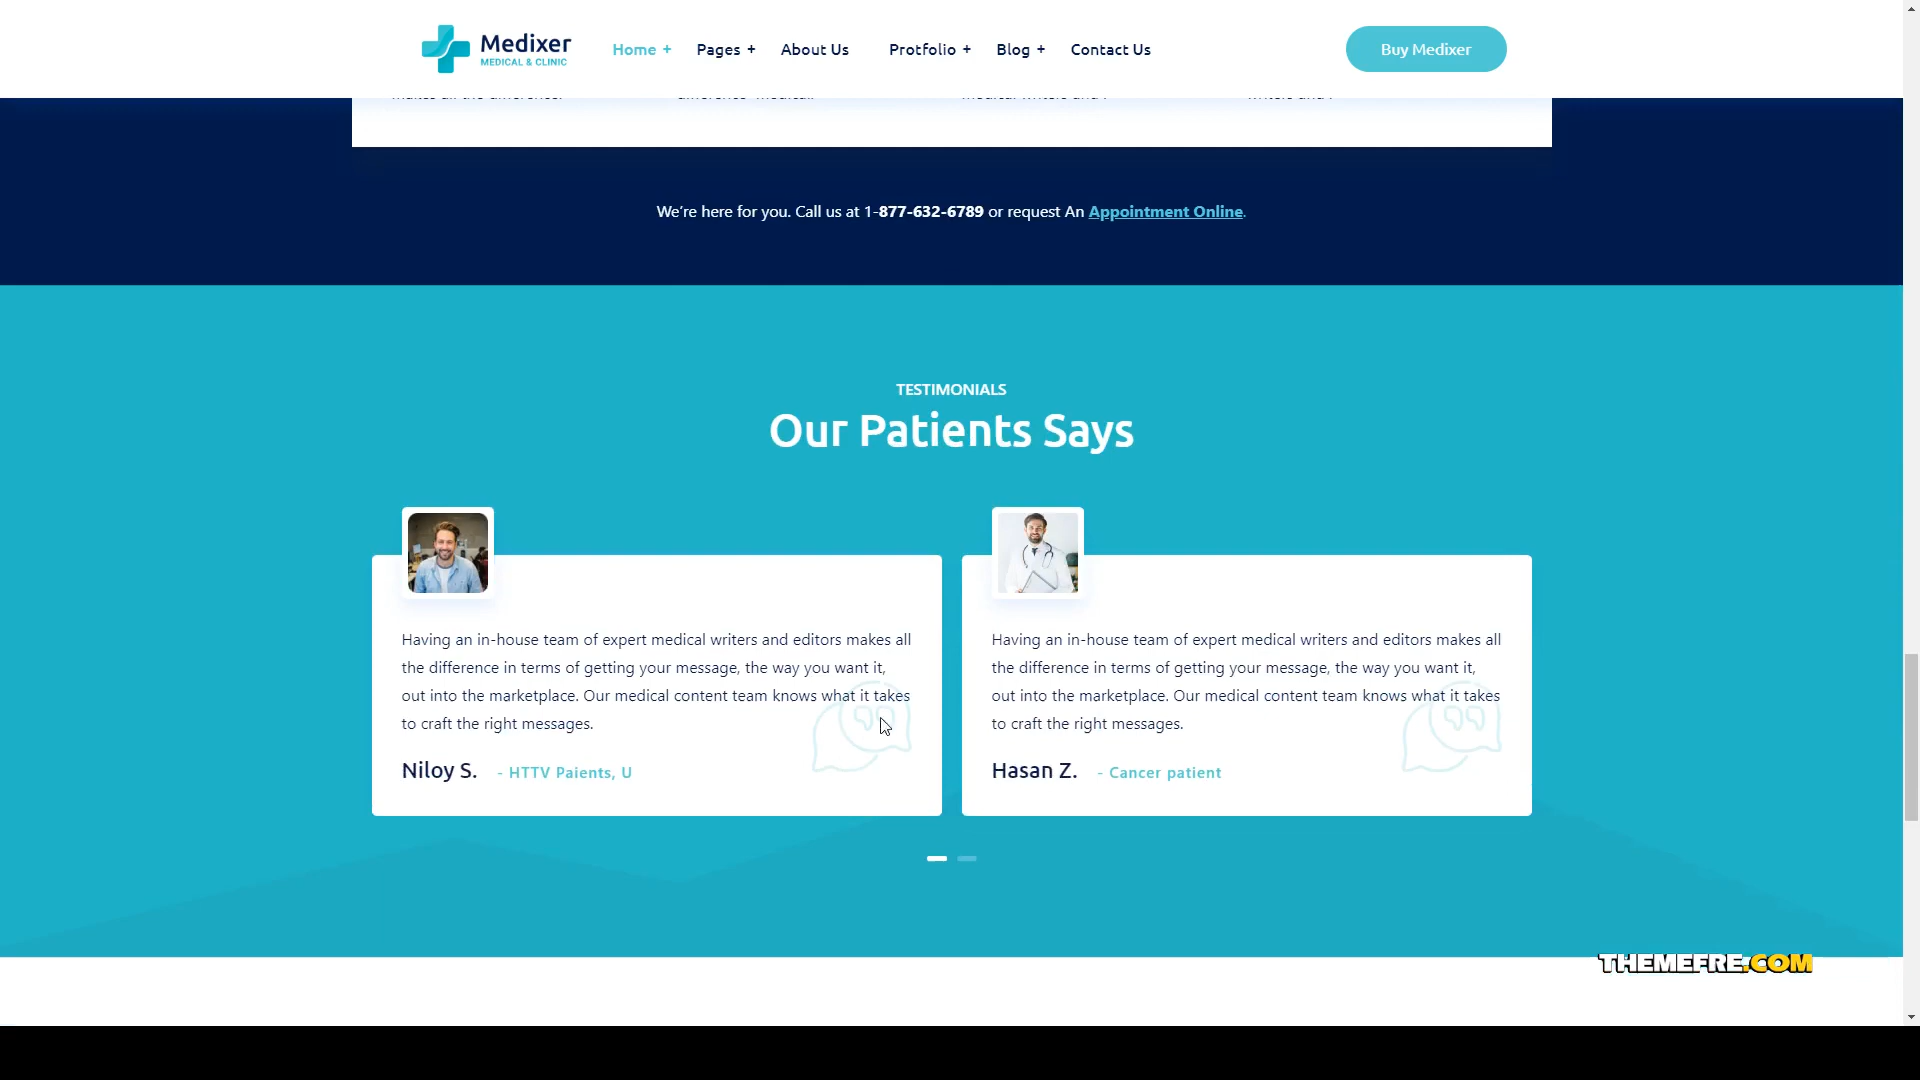 Medixer
MEDICAL & CLINIC
Home +
Pages +
About Us
Protfolio +
Blog +
Contact Us
Buy Medixer
We're here for you. Call us at 1-877-632-6789 or request An Appointment Online.
TESTIMONIALS
Our Patients Says
Having an in-house team of expert medical writers and editors makes all
the difference in terms of getting your message, the way you want it,
out into the marketplace. Our medical content team knows what it takes
to craft the right messages.
Niloy S. - HTTV Paients, U
Having an in-house team of expert medical writers and editors makes all
the difference in terms of getting your message, the way you want it,
out into the marketplace. Our medical content team knows what it takes
to craft the right messages.
Hasan Z. - Cancer patient
THEMEFRE.COM